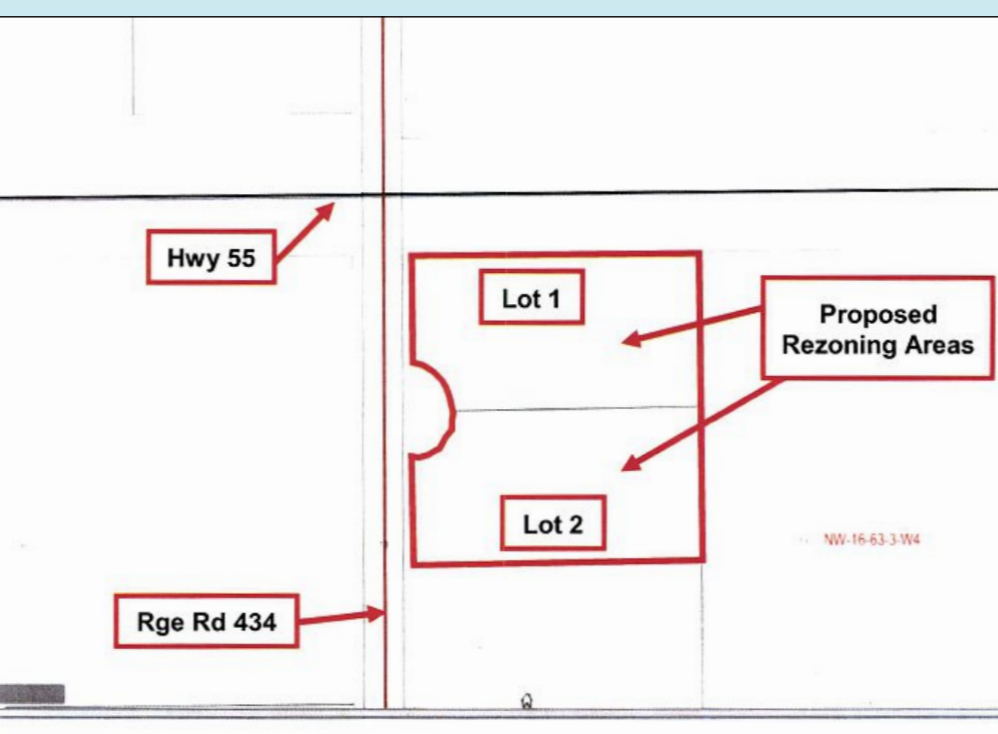 Hwy 55
Lot 1
Proposed
Rezoning Areas
Lot 2
NW-16-63-3-W4
Rge Rd 434